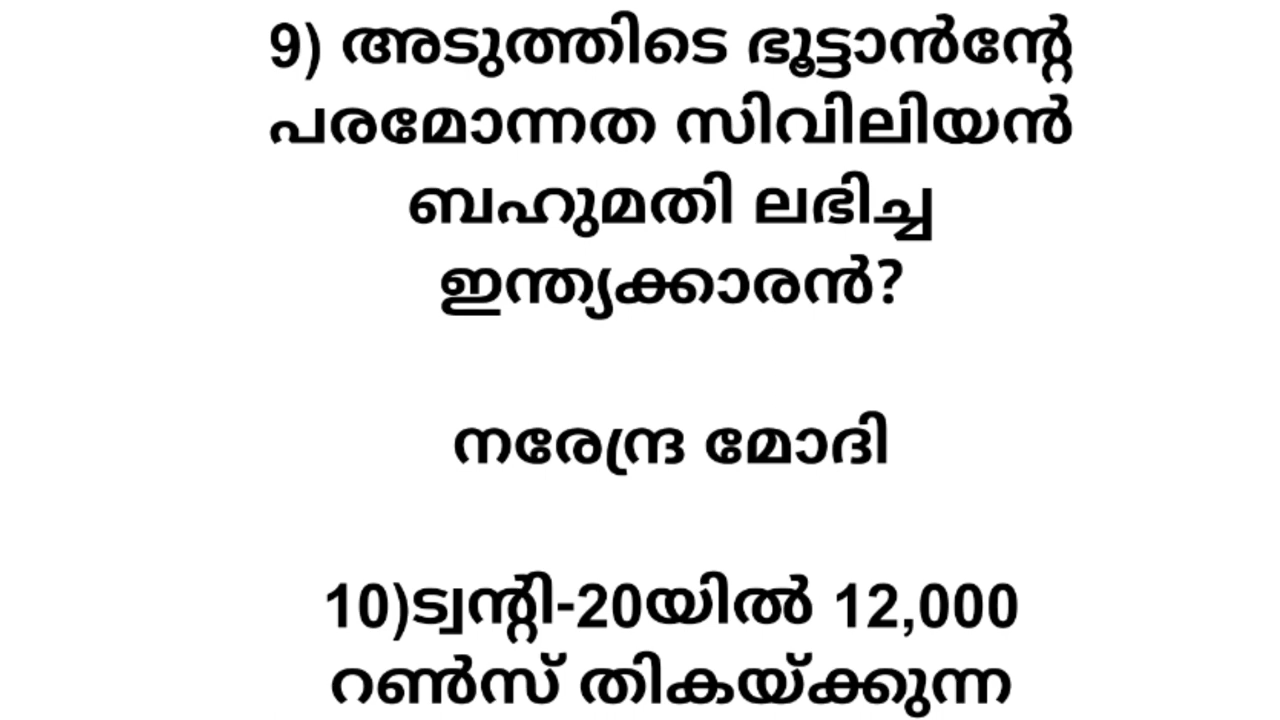 9) അടുത്തിടെ ഭൂട്ടാൻന്റേ
പരമോന്നത സിവിലിയൻ
ബഹുമതി ലഭിച്ച
ഇന്ത്യക്കാരൻ?
നരേന്ദ്ര മോദി
10)ട്വന്റി-20യിൽ 12,000
റൺസ് തികയ്ക്കുന്ന